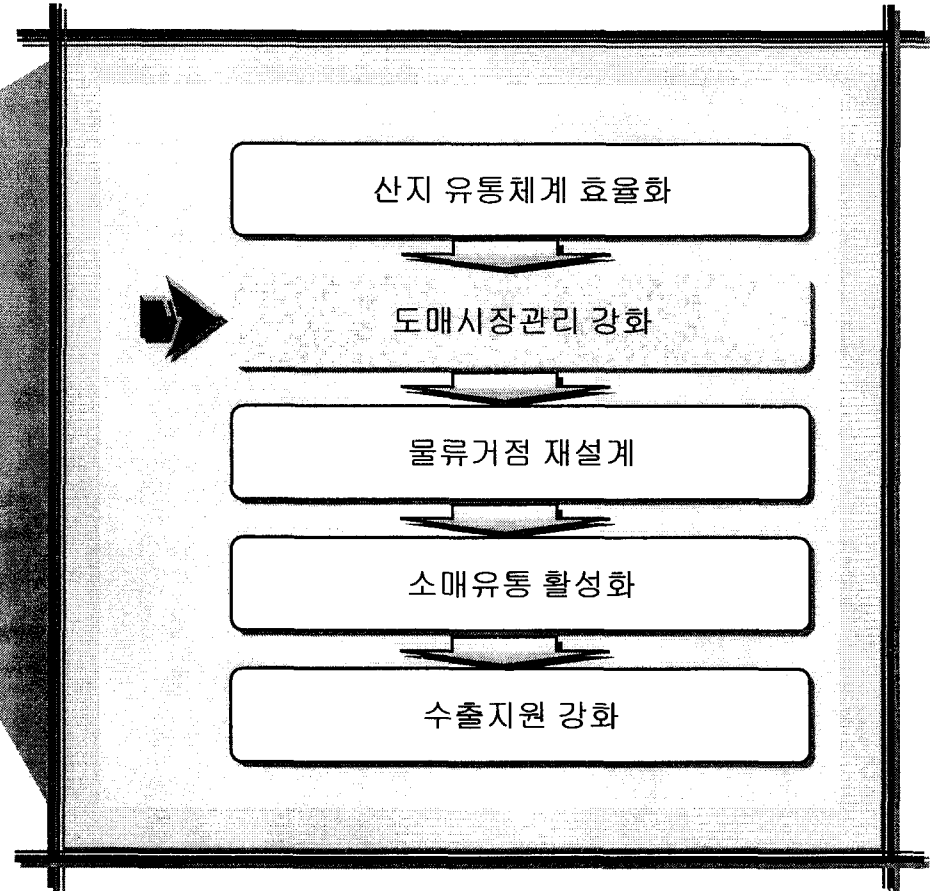 산지 유통체계 효율화
도매시장관리 강화
물류거점 재설계
소매유통 활성화
수출지원 강화